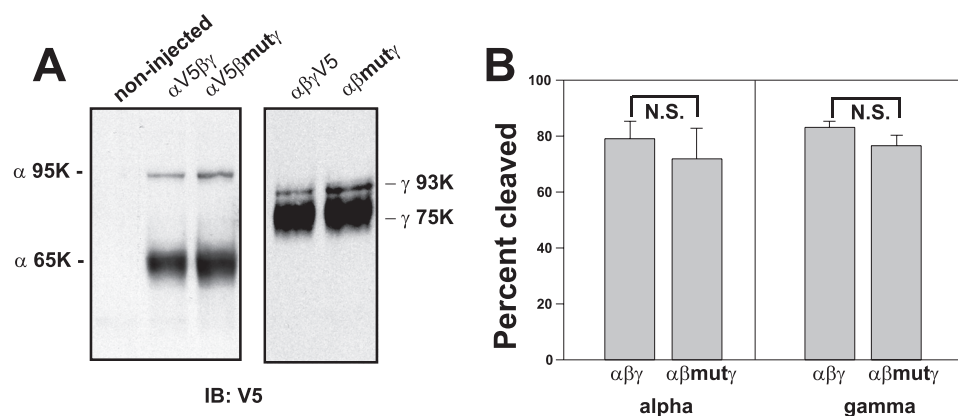 A
non-injected
αV5βγ
αV5βmutγ
αβγV5
αβmutγ
α 95K -
α 65K -
– γ 93K
– γ 75K
IB: V5
B
Percent cleaved
100
80
60
40
20
0
N.S.
N.S.
αβγ
αβmutγ
αβγ
αβmutγ
alpha
gamma